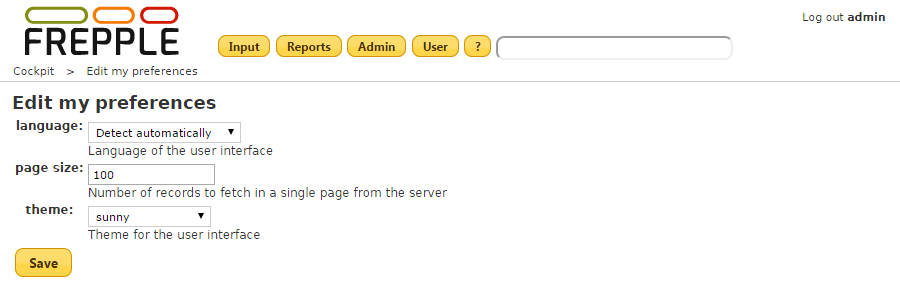 FREPPLE
Log out admin
Input Reports Admin User ?
Cockpit > Edit my preferences
Edit my preferences
language: Detect automatically
Language of the user interface
page size: 100
Number of records to fetch in a single page from the server
theme: sunny
Theme for the user interface
Save